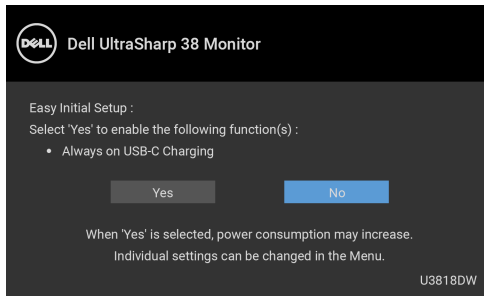 DELL
Dell UltraSharp 38 Monitor
Easy Initial Setup :
Select 'Yes' to enable the following function(s) :
• Always on USB-C Charging
Yes
No
When 'Yes' is selected, power consumption may increase.
Individual settings can be changed in the Menu.
U3818DW